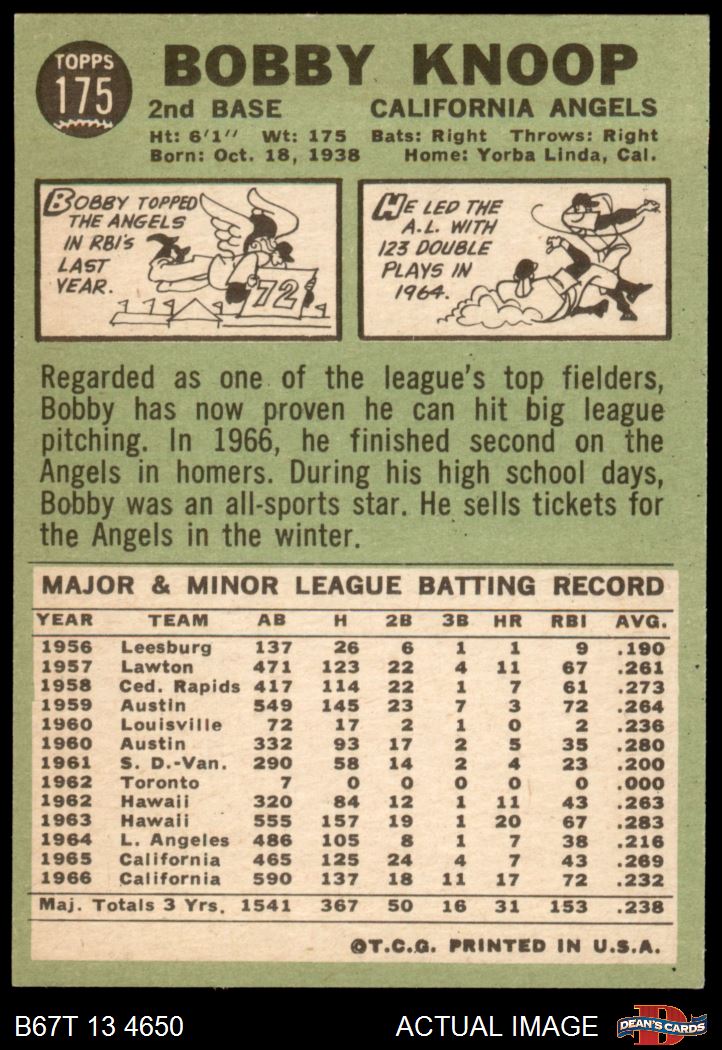 TOPPS
175
BOBBY KNOOP
2nd BASE CALIFORNIA ANGELS
Ht: 6'1" Wt: 175 Bats: Right Throws: Right
Born: Oct. 18, 1938 Home: Yorba Linda, Cal.
BOBBY TOPPED
THE ANGELS
IN RBI's
LAST
YEAR.
72
HE LED THE
A.L. WITH
123 DOUBLE
PLAYS IN
1964.
Regarded as one of the league's top fielders,
Bobby has now proven he can hit big league
pitching. In 1966, he finished second on the
Angels in homers. During his high school days,
Bobby was an all-sports star. He sells tickets for
the Angels in the winter.
MAJOR & MINOR LEAGUE BATTING RECORD
YEAR TEAM AB H 2B 3B HR RBI AVG.
1956 Leesburg 137 26 6 1 1 9 .190
1957 Lawton 471 123 22 4 11 67 .261
1958 Ced. Rapids 417 114 22 1 7 61 .273
1959 Austin 549 145 23 7 3 72 .264
1960 Louisville 72 17 2 1 0 2 .236
1960 Austin 332 93 17 2 5 35 .280
1961 S. D.-Van. 290 58 14 2 4 23 .200
1962 Toronto 7 0 0 0 0 0 .000
1962 Hawaii 320 84 12 1 11 43 .263
1963 Hawaii 555 157 19 1 20 67 .283
1964 L. Angeles 486 105 8 1 7 38 .216
1965 California 465 125 24 4 7 43 .269
1966 California 590 137 18 11 17 72 .232
Maj. Totals 3 Yrs. 1541 367 50 16 31 153 .238
©T.C.G. PRINTED IN U.S.A.
B67T 13 4650 ACTUAL IMAGE
D
DEAN'S CARDS